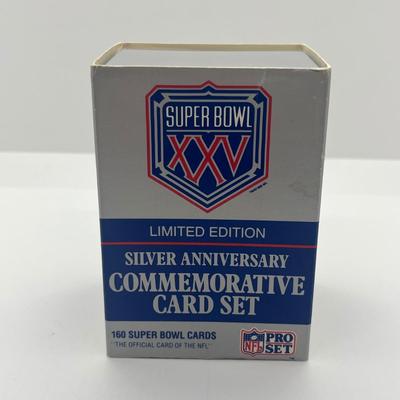 SUPER BOWL
XXV
LIMITED EDITION
SILVER ANNIVERSARY
COMMEMORATIVE
CARD SET
160 SUPER BOWL CARDS
"THE OFFICIAL CARD OF THE NFL"
NFL PRO
SET